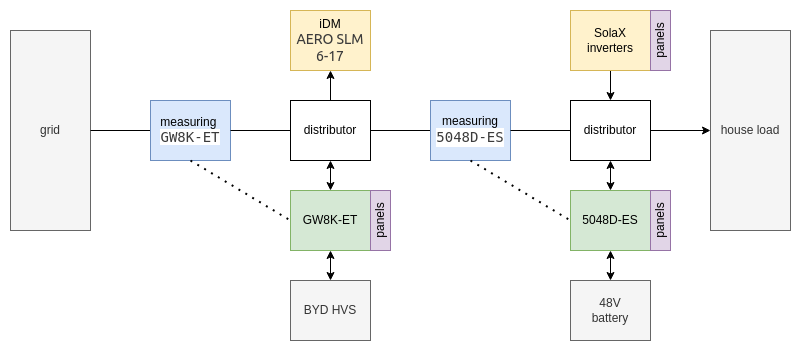 iDM
AERO SLM
6-17
SolaX
inverters
panels
grid
measuring
GW8K-ET
distributor
measuring
5048D-ES
distributor
house load
GW8K-ET
panels
5048D-ES
panels
BYD HVS
48V
battery